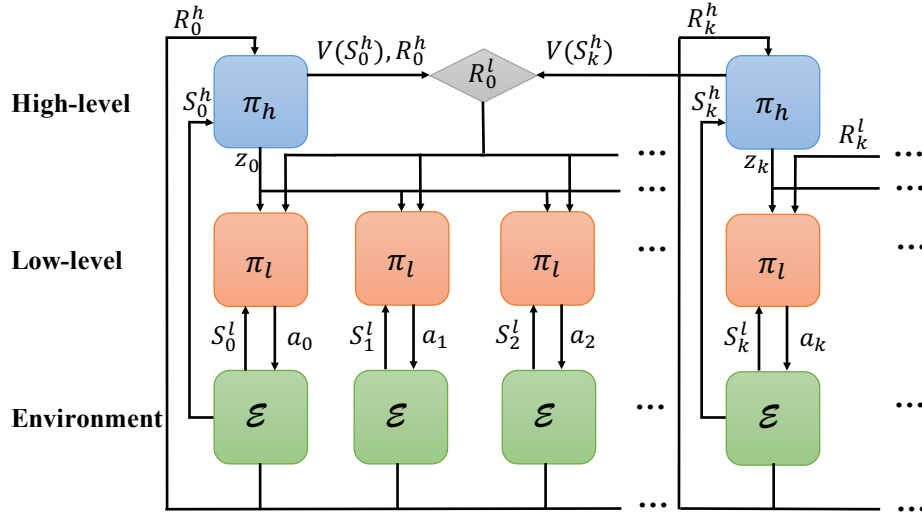 R_0^h
V(S_0^h), R_0^h
V(S_k^h)
R_k^h
High-level
S_0^h
π_h
R_0^l
S_k^h
π_h
z_0
...
z_k
R_k^l
...
...
...
Low-level
π_l
π_l
π_l
...
π_l
...
S_0^l
a_0
S_1^l
a_1
S_2^l
a_2
S_k^l
a_k
Environment
ℰ
ℰ
ℰ
...
ℰ
...
...
...